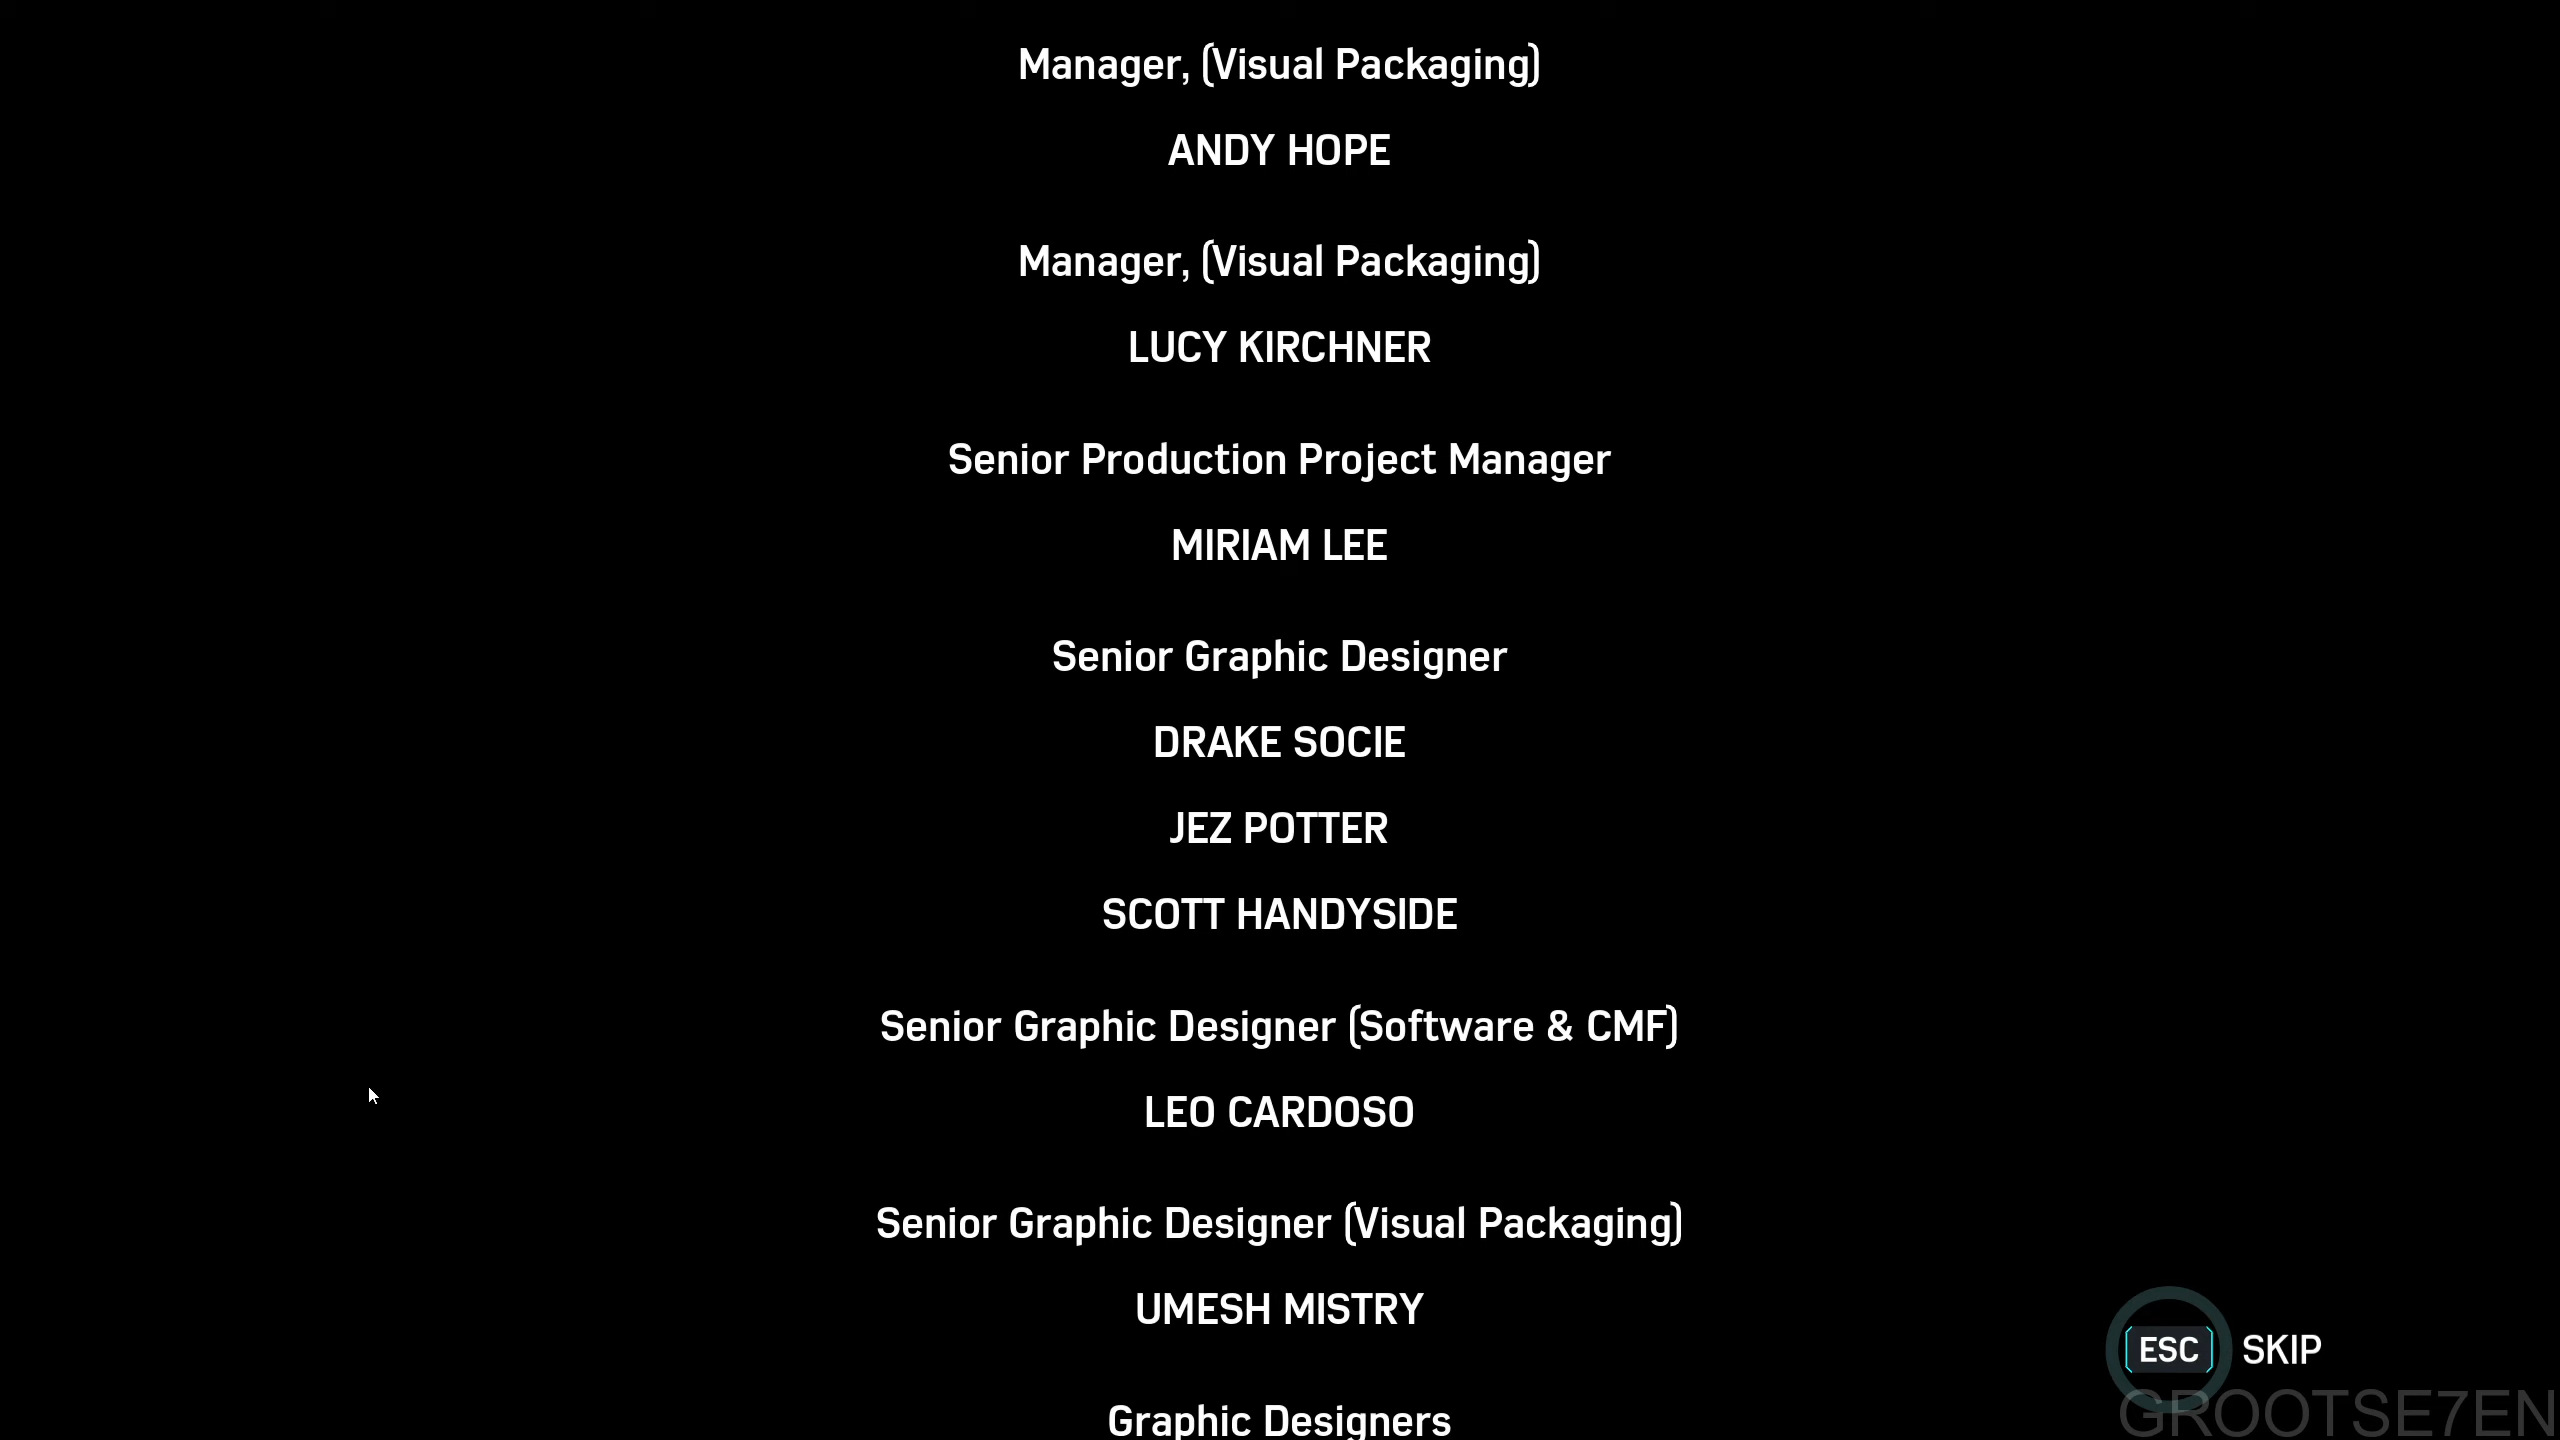 Manager, (Visual Packaging)
ANDY HOPE
Manager, (Visual Packaging)
LUCY KIRCHNER
Senior Production Project Manager
MIRIAM LEE
Senior Graphic Designer
DRAKE SOCIE
JEZ POTTER
SCOTT HANDYSIDE
Senior Graphic Designer (Software & CMF)
LEO CARDOSO
Senior Graphic Designer (Visual Packaging)
UMESH MISTRY
ESC SKIP
GROOTSE7EN
Graphic Designers